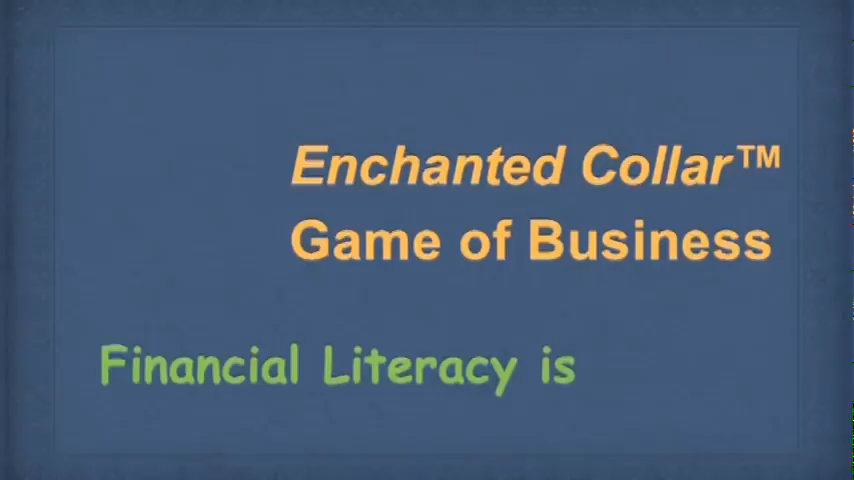 Enchanted Collar™
Game of Business
Financial Literacy is